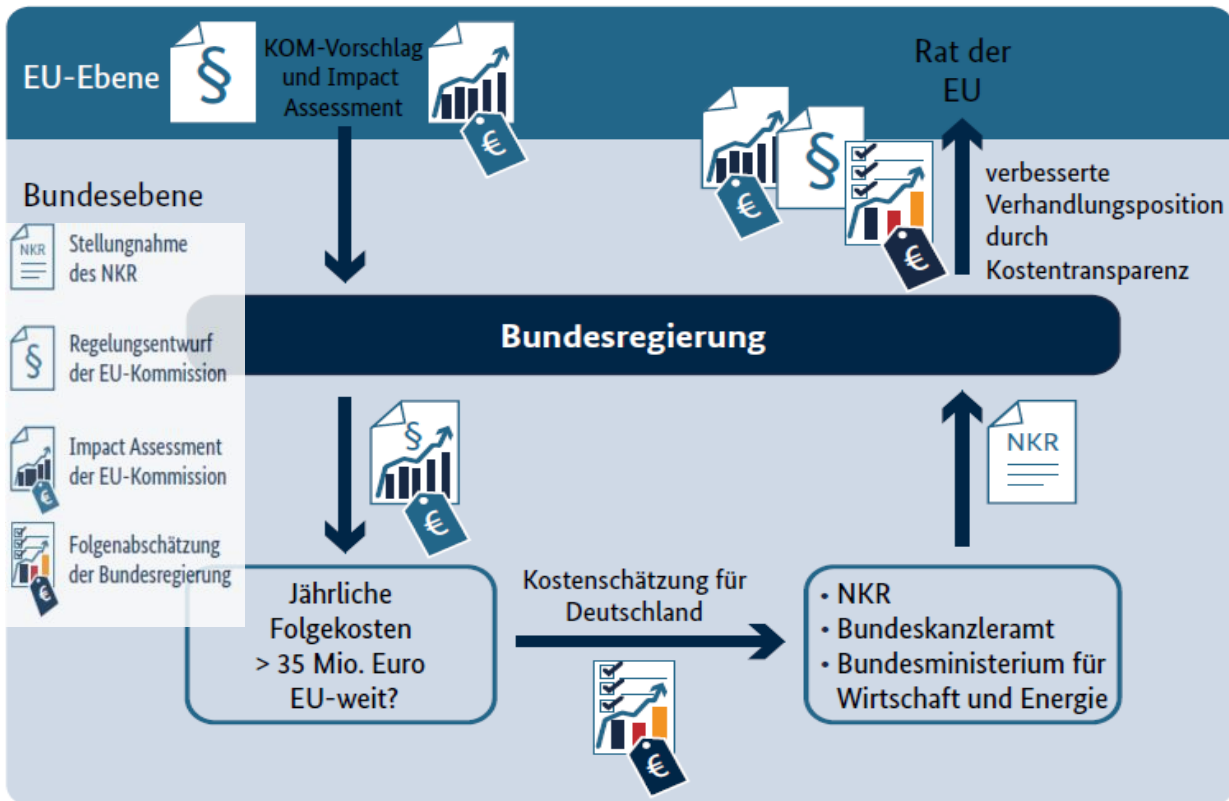 EU-Ebene
§
KOM-Vorschlag
und Impact
Assessment
€
Rat der
EU
€
§
€
verbesserte
Verhandlungsposition
durch
Kostentransparenz
Bundesebene
NKR
Stellungnahme
des NKR
§
Regelungsentwurf
der EU-Kommission
€
Impact Assessment
der EU-Kommission
€
Folgenabschätzung
der Bundesregierung
Bundesregierung
§
€
NKR
Jährliche
Folgekosten
> 35 Mio. Euro
EU-weit?
Kostenschätzung für
Deutschland
€
• NKR
• Bundeskanzleramt
• Bundesministerium für
Wirtschaft und Energie